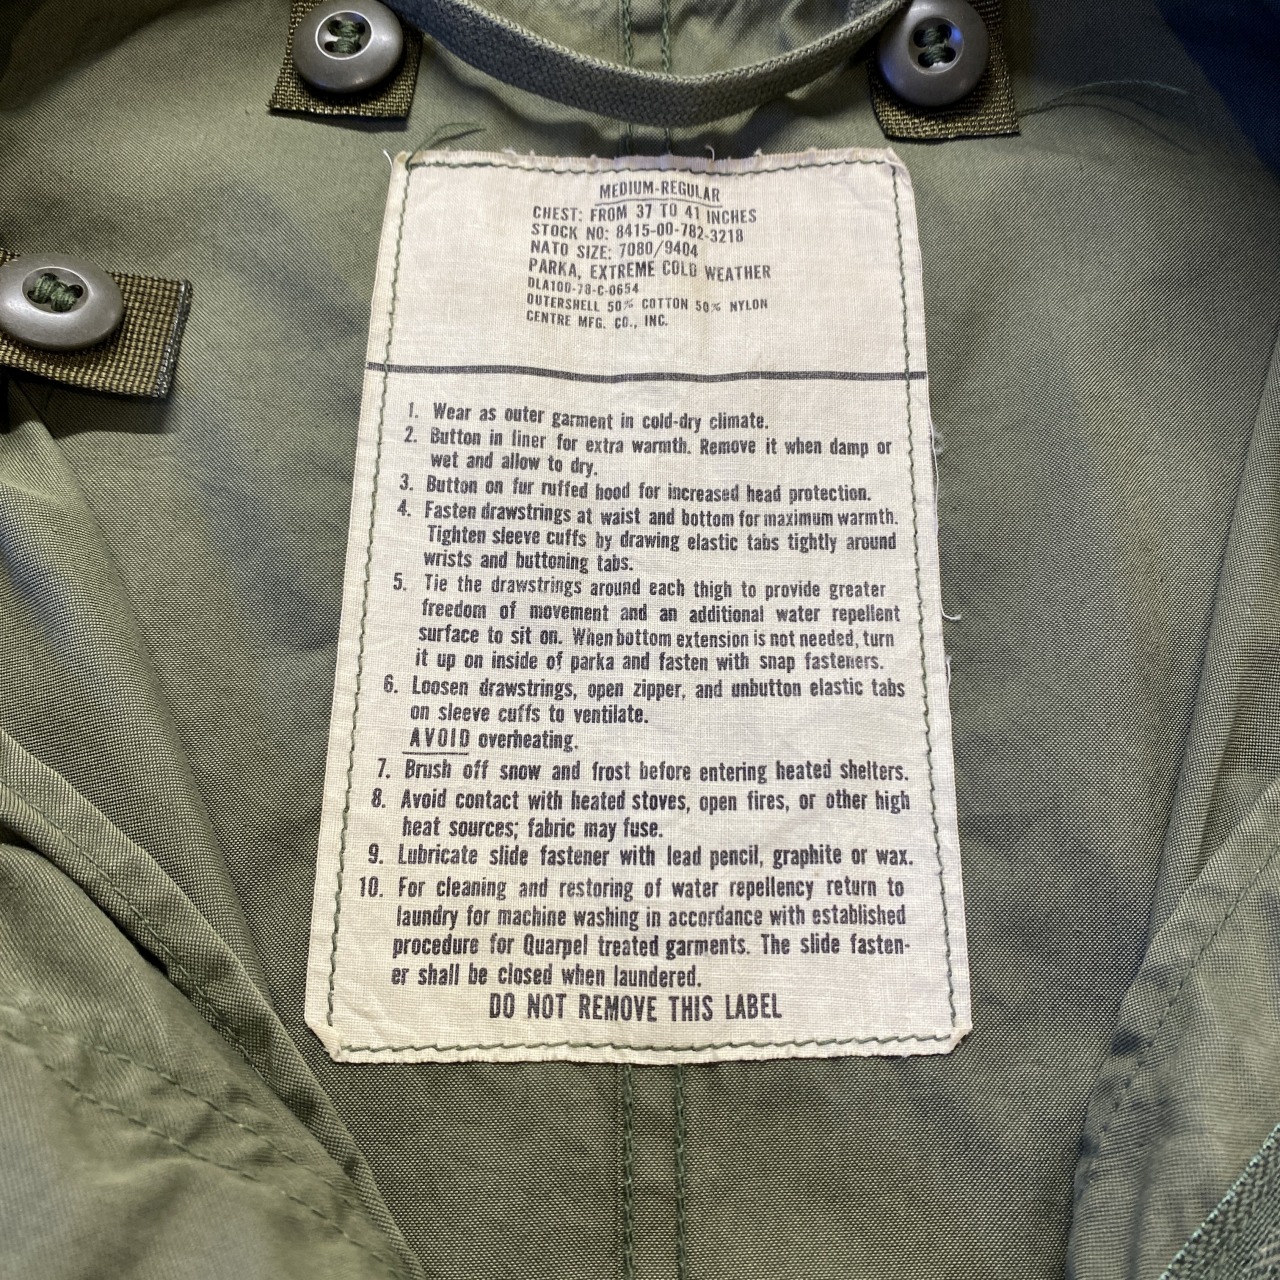 MEDIUM-REGULAR
CHEST: FROM 37 TO 41 INCHES
STOCK NO: 8415-00-782-3218
NATO SIZE: 7080/9404
PARKA, EXTREME COLD WEATHER
DLA100-78-C-0654
OUTERSHELL 50% COTTON 50% NYLON
CENTRE MFG. CO., INC.
1. Wear as outer garment in cold-dry climate.
2. Button in liner for extra warmth. Remove it when damp or
wet and allow to dry.
3. Button on fur ruffed hood for increased head protection.
4. Fasten drawstrings at waist and bottom for maximum warmth.
Tighten sleeve cuffs by drawing elastic tabs tightly around
wrists and buttoning tabs.
5. Tie the drawstrings around each thigh to provide greater
freedom of movement and an additional water repellent
surface to sit on. When bottom extension is not needed, turn
it up on inside of parka and fasten with snap fasteners.
6. Loosen drawstrings, open zipper, and unbutton elastic tabs
on sleeve cuffs to ventilate.
AVOID overheating.
7. Brush off snow and frost before entering heated shelters.
8. Avoid contact with heated stoves, open fires, or other high
heat sources; fabric may fuse.
9. Lubricate slide fastener with lead pencil, graphite or wax.
10. For cleaning and restoring of water repellency return to
laundry for machine washing in accordance with established
procedure for Quarpel treated garments. The slide fasten-
er shall be closed when laundered.
DO NOT REMOVE THIS LABEL